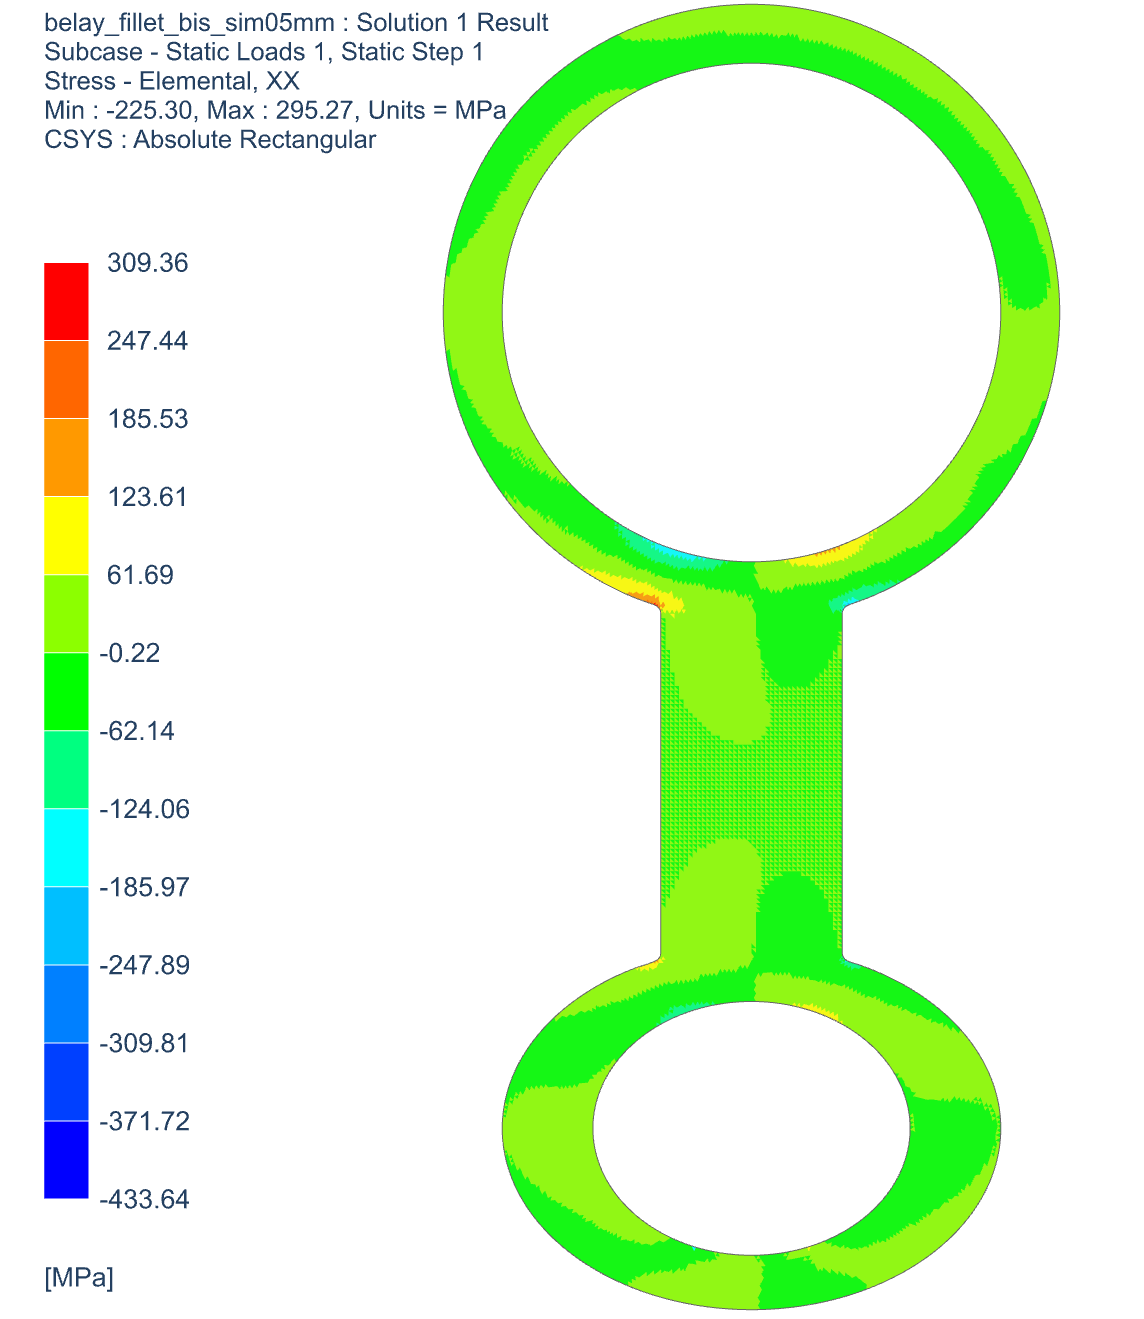 belay_fillet_bis_sim05mm : Solution 1 Result
Subcase - Static Loads 1, Static Step 1
Stress - Elemental, XX
Min : -225.30, Max : 295.27, Units = MPa
CSYS : Absolute Rectangular
309.36
247.44
185.53
123.61
61.69
-0.22
-62.14
-124.06
-185.97
-247.89
-309.81
-371.72
-433.64
[MPa]